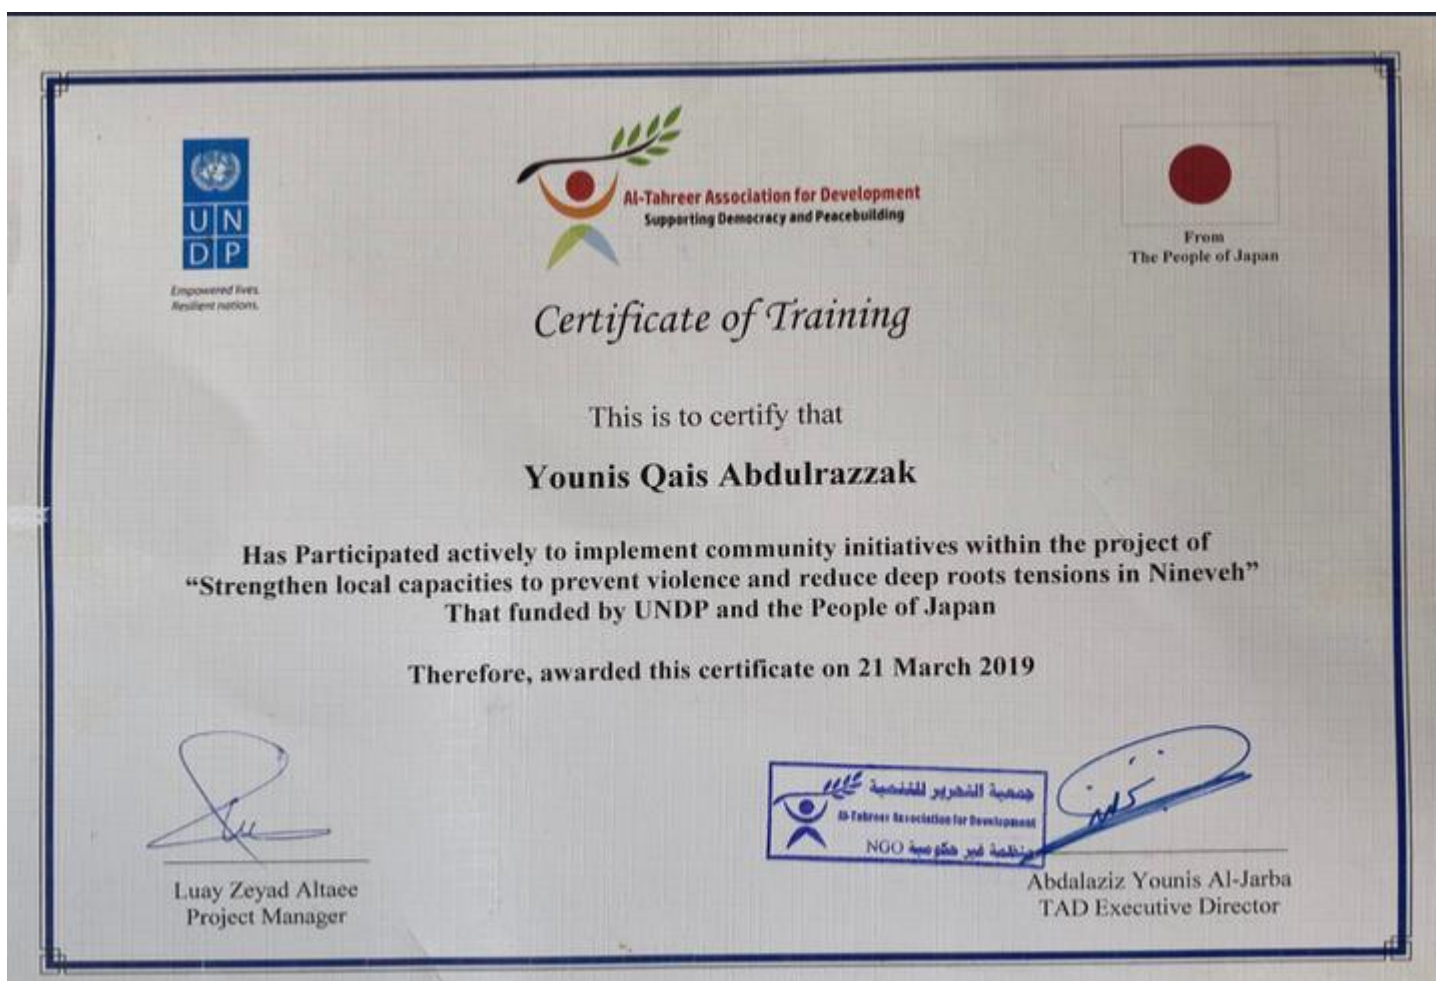 UN
DP
Empowered lives.
Resilient nations.
Al-Tahreer Association for Development
Supporting Democracy and Peacebuilding
From
The People of Japan
Certificate of Training
This is to certify that
Younis Qais Abdulrazzak
Has Participated actively to implement community initiatives within the project of
“Strengthen local capacities to prevent violence and reduce deep roots tensions in Nineveh”
That funded by UNDP and the People of Japan
Therefore, awarded this certificate on 21 March 2019
جمعية التحرير للتنمية
Al-Tahreer Association for Development
منظمة غير حكومية NGO
Luay Zeyad Altaee
Project Manager
Abdalaziz Younis Al-Jarba
TAD Executive Director